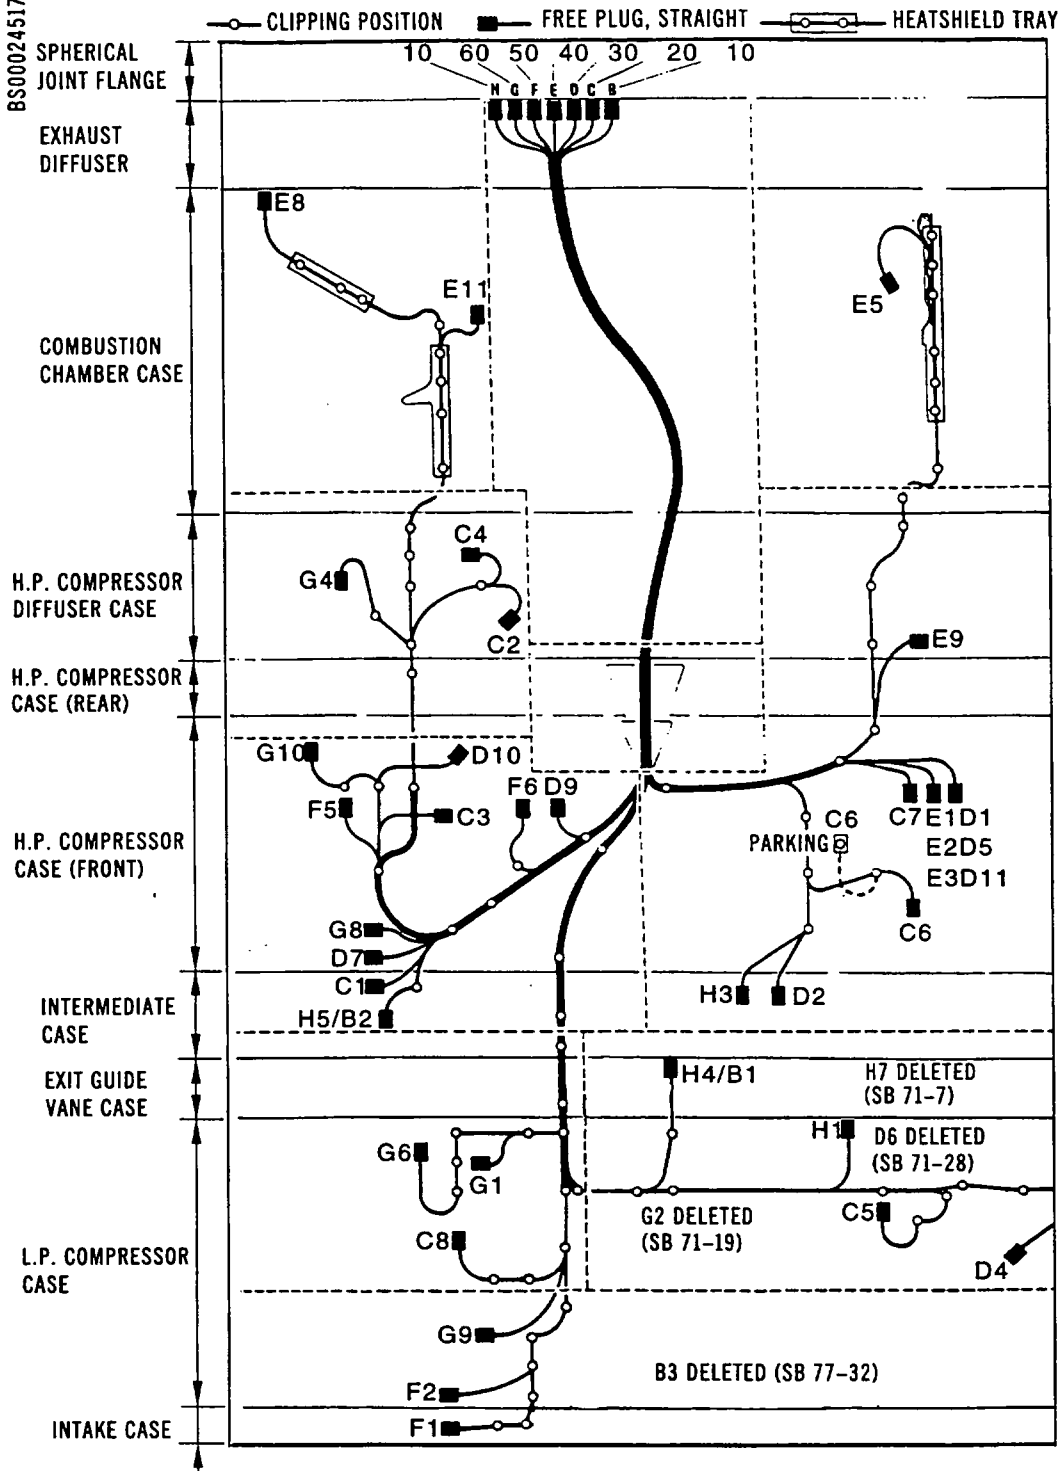 BS00024517
CLIPPING POSITION
FREE PLUG, STRAIGHT
HEATSHIELD TRAY
SPHERICAL
JOINT FLANGE
10 60 50 40 30 20 10
H G F E D C B
EXHAUST
DIFFUSER
E8
E11
E5
COMBUSTION
CHAMBER CASE
C4
G4
C2
H.P. COMPRESSOR
DIFFUSER CASE
E9
H.P. COMPRESSOR
CASE (REAR)
G10
D10
F6 D9
F5
C3
C7 E1 D1
E2 D5
E3 D11
C6
PARKING
C6
H.P. COMPRESSOR
CASE (FRONT)
G8
D7
C1
H5/B2
H3
D2
INTERMEDIATE
CASE
EXIT GUIDE
VANE CASE
H4/B1
H7 DELETED
(SB 71-7)
H1
D6 DELETED
(SB 71-28)
G6
G1
G2 DELETED
(SB 71-19)
C5
C8
D4
L.P. COMPRESSOR
CASE
G9
B3 DELETED (SB 77-32)
F2
F1
INTAKE CASE